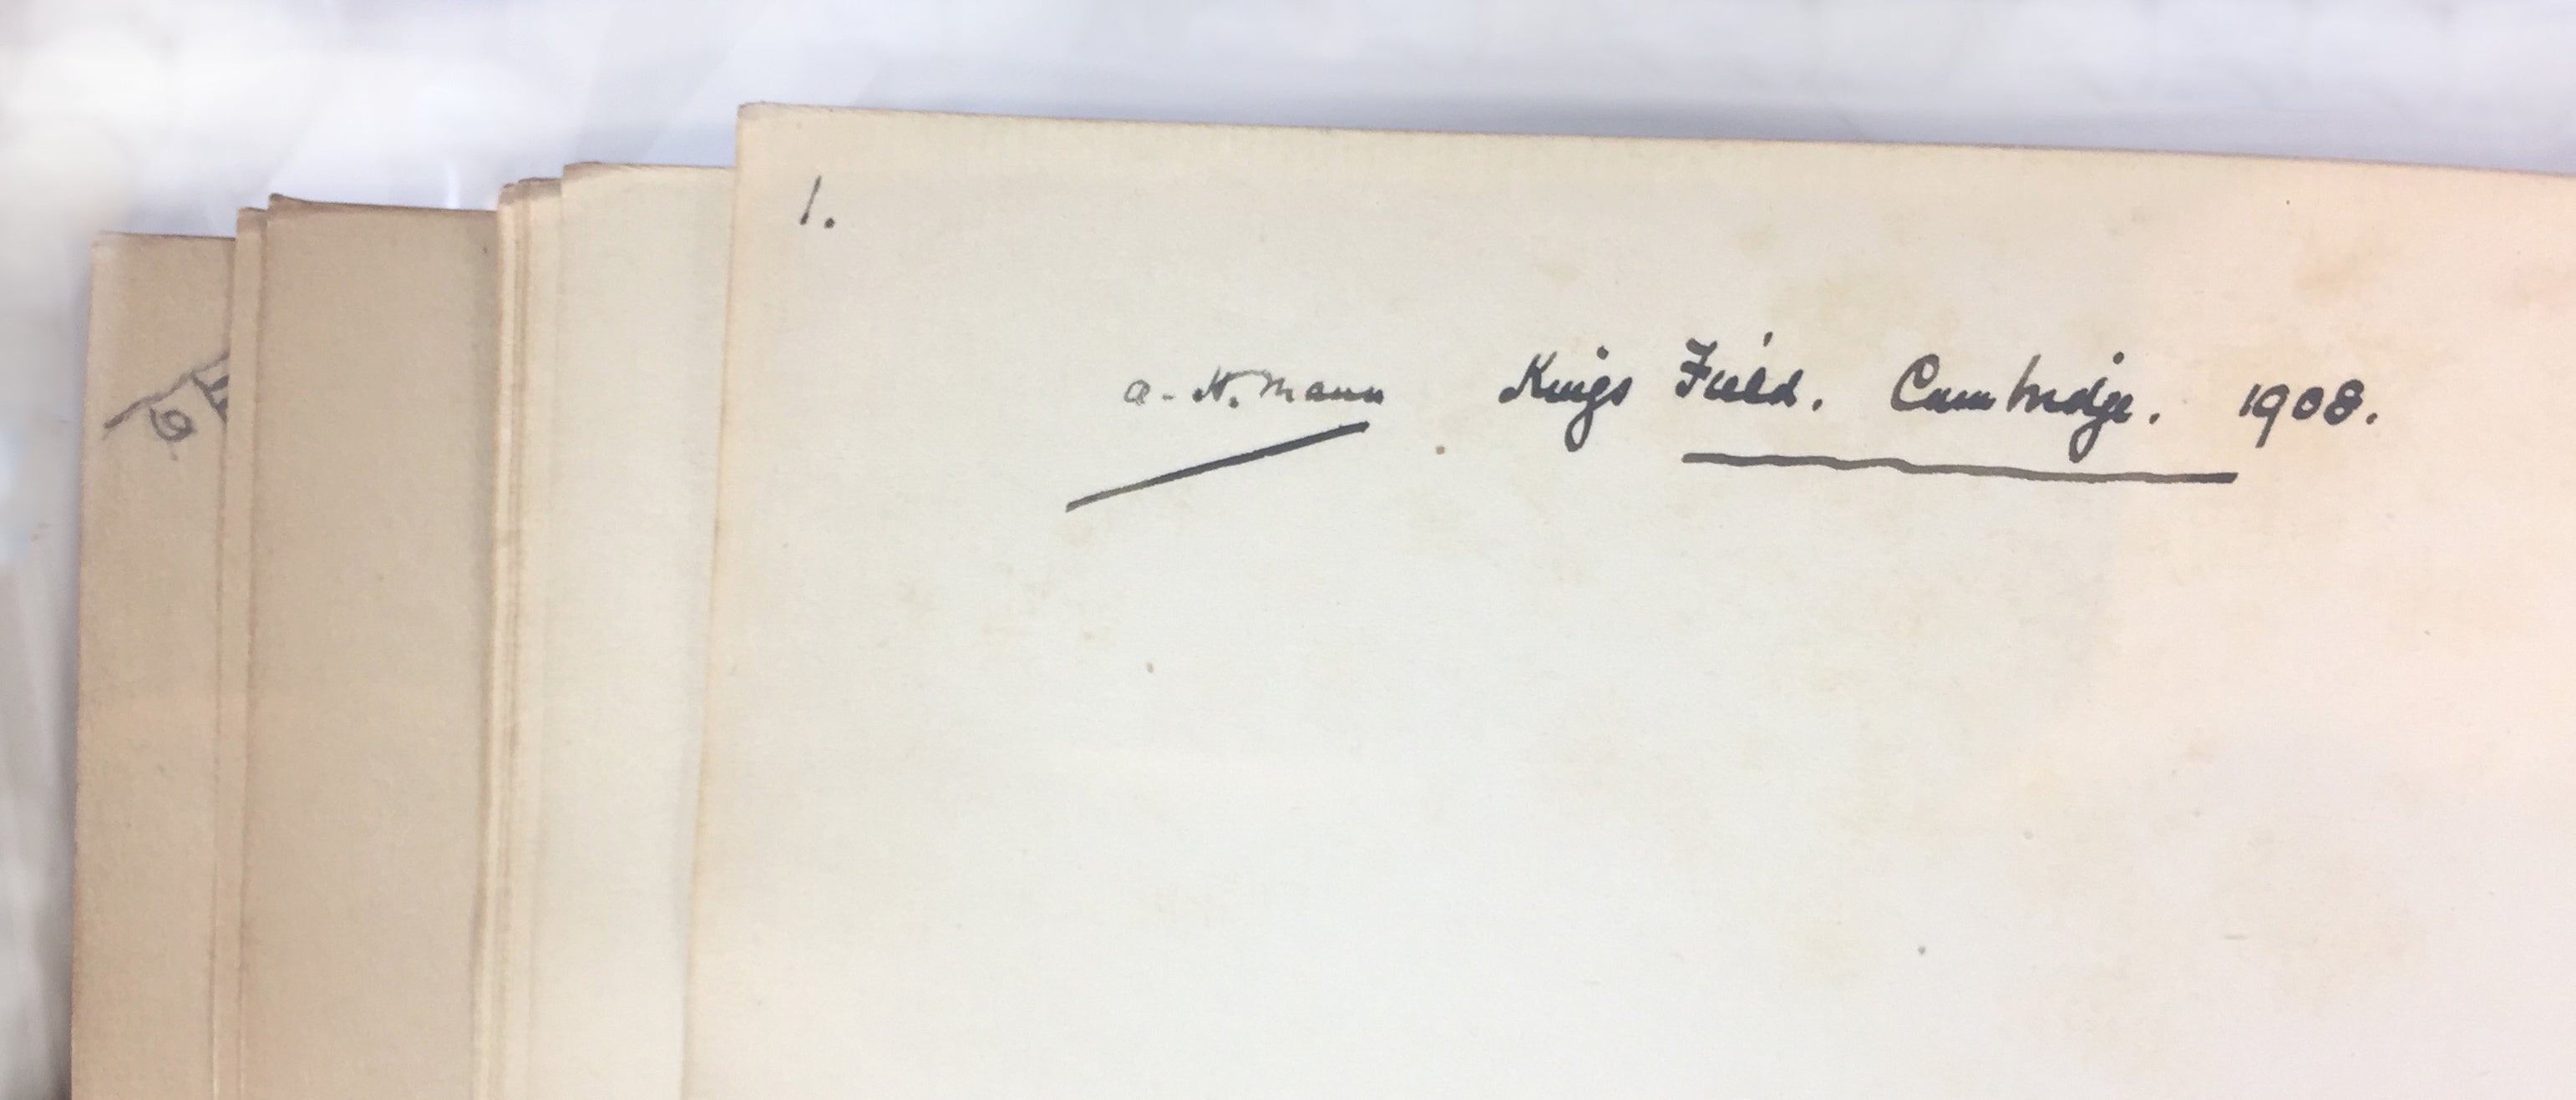 1.
A. H. Mann Kings Field. Cambridge. 1908.